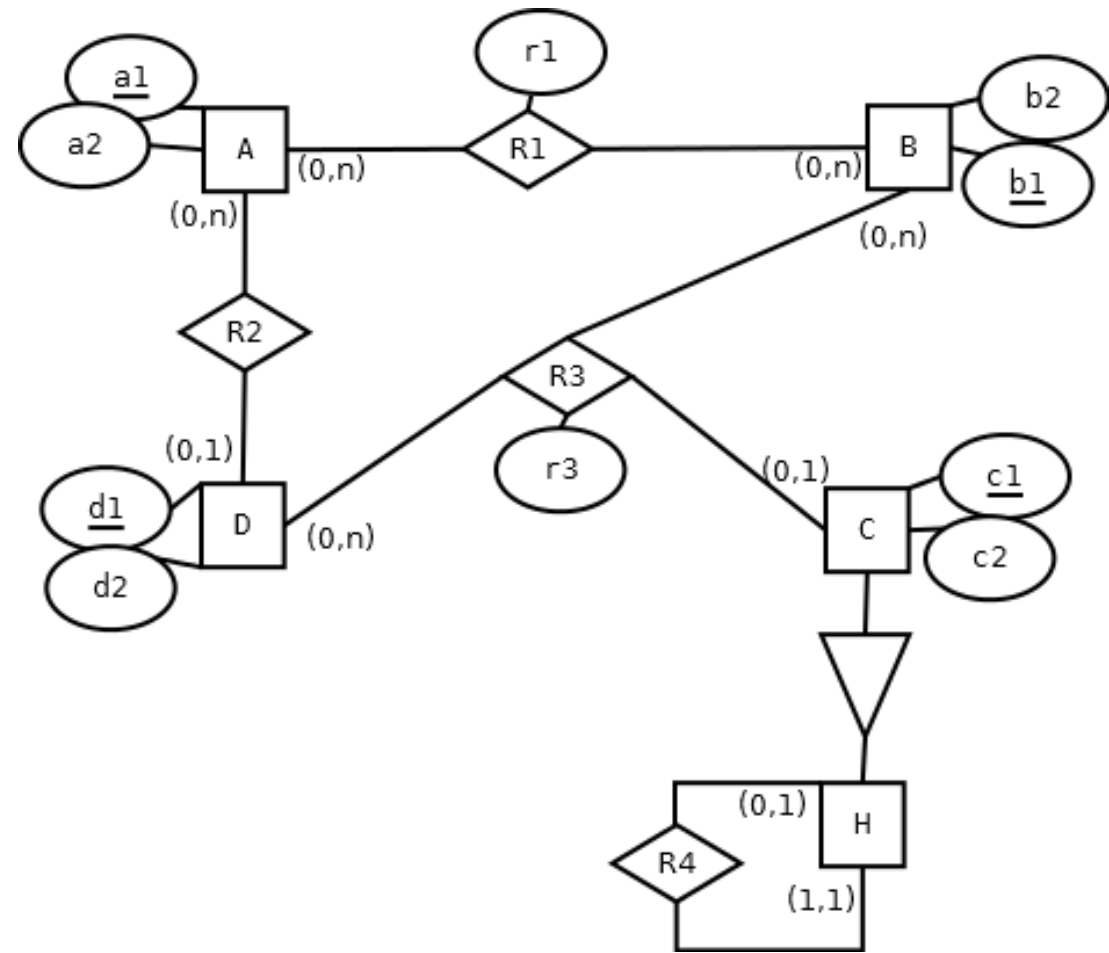 r1
a1
b2
a2
A
R1
B
(0,n)
(0,n)
b1
(0,n)
(0,n)
R2
R3
(0,1)
r3
(0,1)
c1
d1
D
(0,n)
C
c2
d2
(0,1)
H
R4
(1,1)